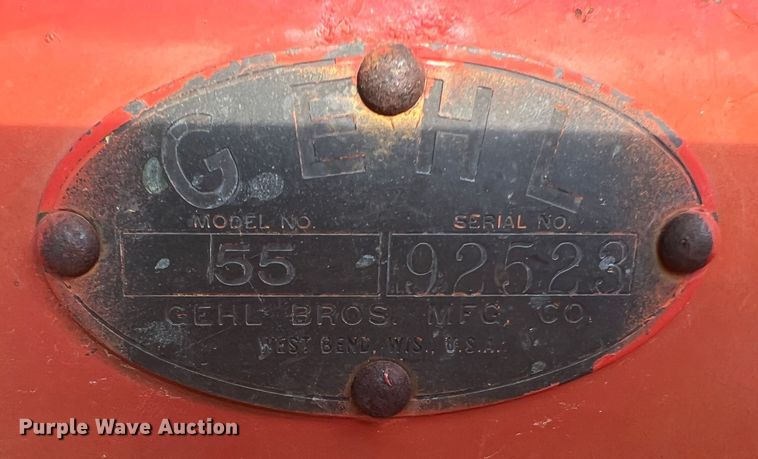 GEHL
MODEL NO. SERIAL NO.
55 92523
GEHL BROS. MFG. CO.
WEST BEND, WIS., U.S.A.
Purple Wave Auction